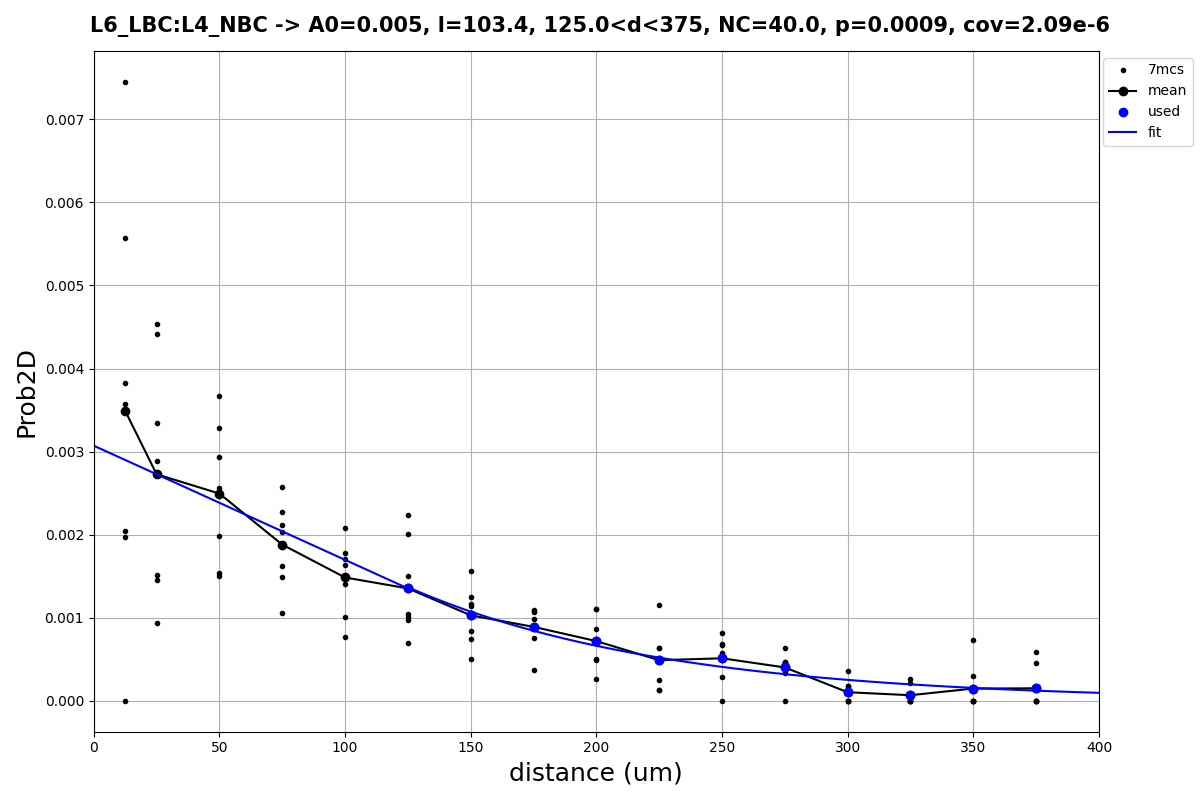 L6_LBC:L4_NBC -> A0=0.005, l=103.4, 125.0<d<375, NC=40.0, p=0.0009, cov=2.09e-6
7mcs
mean
used
fit
Prob2D
0.007
0.006
0.005
0.004
0.003
0.002
0.001
0.000
0 50 100 150 200 250 300 350 400
distance (um)